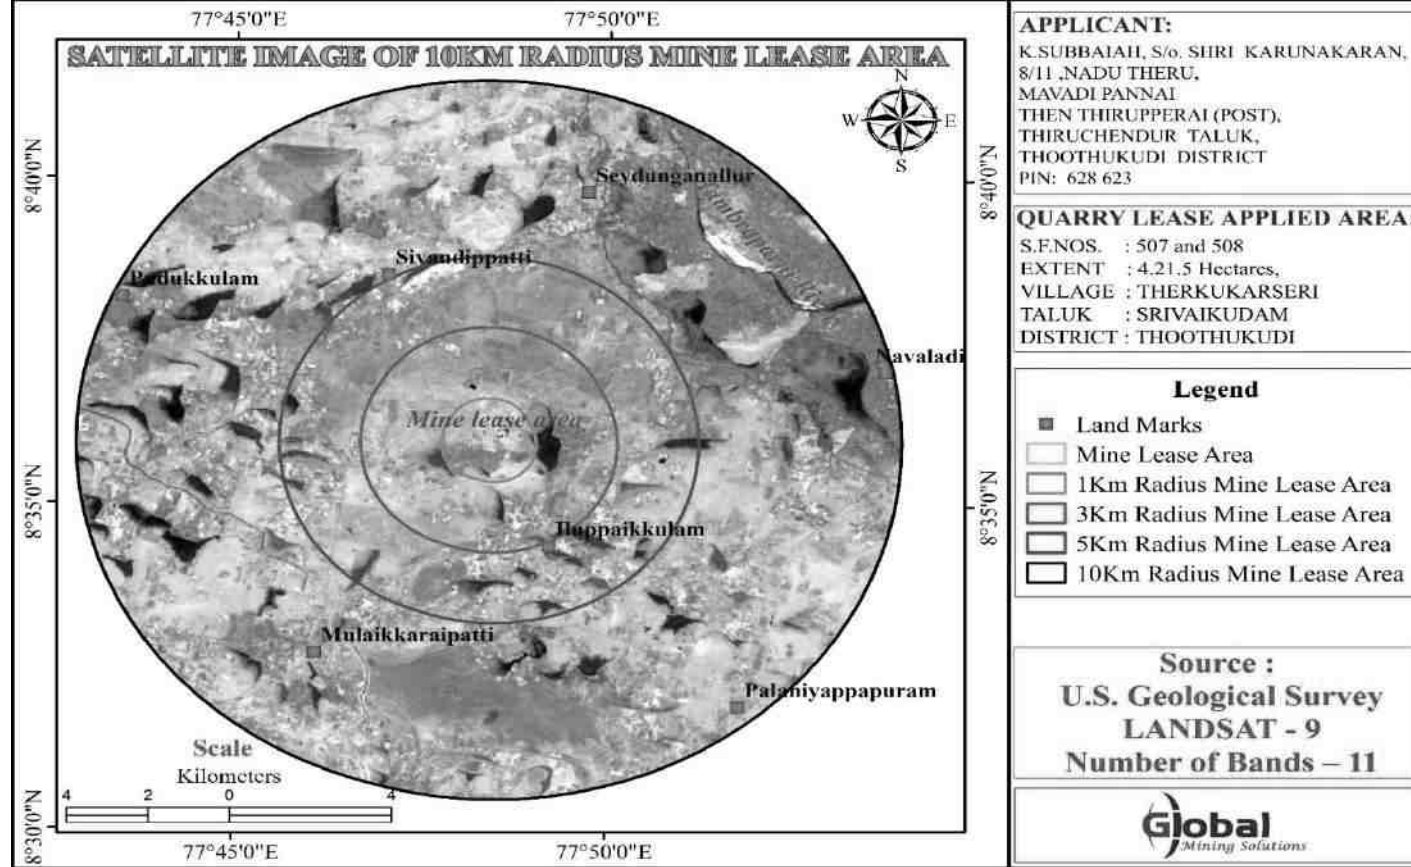 77°45'0"E 77°50'0"E
SATELLITE IMAGE OF 10KM RADIUS MINE LEASE AREA
N
W E
S
8°40'0"N
8°40'0"N
Seydunganallur
Sivandippatti
Padukkulam
Navaladi
Mine lease area
8°35'0"N
8°35'0"N
Iluppaikkulam
Mulaikkaraipatti
Palaniyappapuram
Scale
Kilometers
4 2 0 4
8°30'0"N
77°45'0"E 77°50'0"E
APPLICANT:
K.SUBBAIAH, S/o. SHRI KARUNAKARAN,
8/11 ,NADU THERU,
MAVADI PANNAI
THEN THIRUPPERAI (POST),
THIRUCHENDUR TALUK,
THOOTHUKUDI DISTRICT
PIN: 628 623
QUARRY LEASE APPLIED AREA:
S.F.NOS. : 507 and 508
EXTENT : 4.21.5 Hectares,
VILLAGE : THERKUKARSERI
TALUK : SRIVAIKUDAM
DISTRICT : THOOTHUKUDI
Legend
Land Marks
Mine Lease Area
1Km Radius Mine Lease Area
3Km Radius Mine Lease Area
5Km Radius Mine Lease Area
10Km Radius Mine Lease Area
Source :
U.S. Geological Survey
LANDSAT - 9
Number of Bands – 11
Global
Mining Solutions